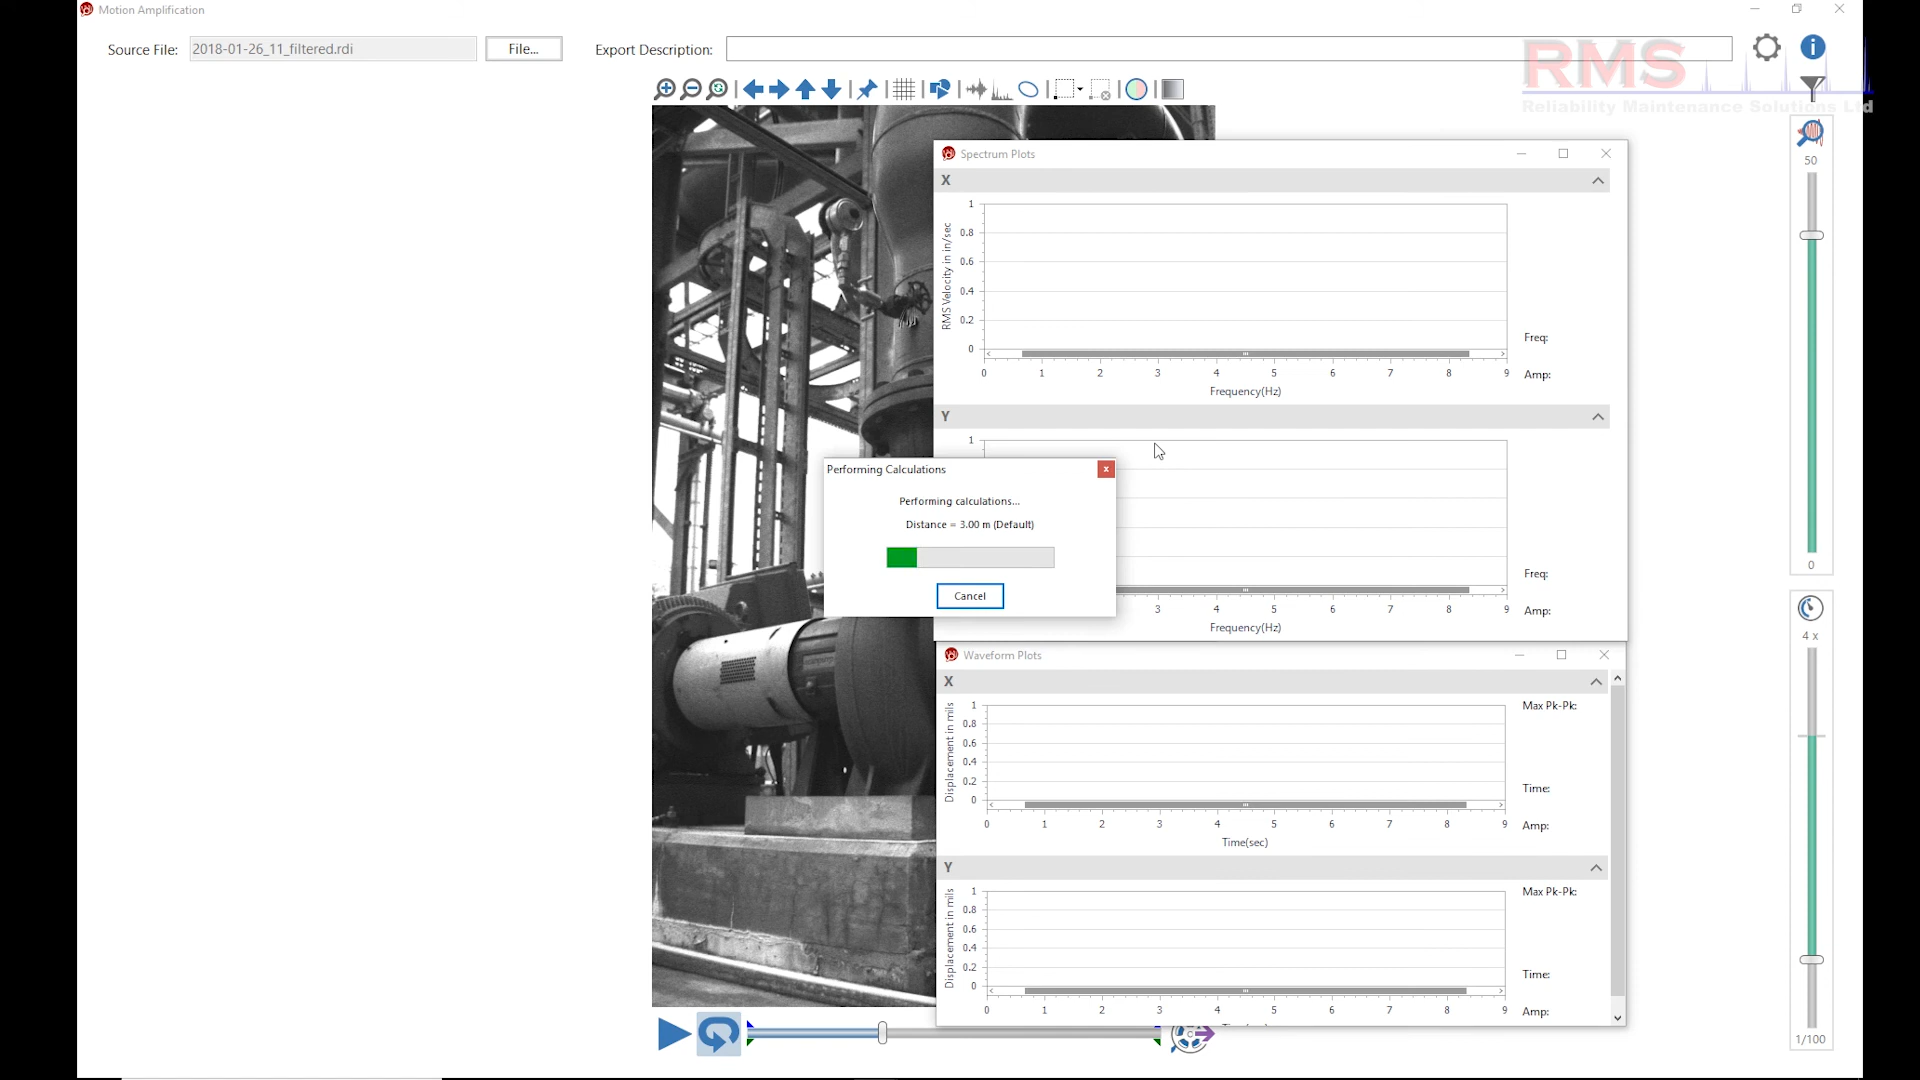 Motion Amplification
Source File: 2018-01-26_11_filtered.rdi File... Export Description:
RMS
Reliability Maintenance Solutions Ltd
50
0
4 x
1/100
Spectrum Plots
X
RMS Velocity in in/sec
1
0.8
0.6
0.4
0.2
0
0 1 2 3 4 5 6 7 8 9
Frequency(Hz)
Freq:
Amp:
Y
1
3 4 5 6 7 8 9
Frequency(Hz)
Freq:
Amp:
Performing Calculations
Performing calculations...
Distance = 3.00 m (Default)
Cancel
Waveform Plots
X
Displacement in mils
1
0.8
0.6
0.4
0.2
0
0 1 2 3 4 5 6 7 8 9
Time(sec)
Max Pk-Pk:
Time:
Amp:
Y
Displacement in mils
1
0.8
0.6
0.4
0.2
0
0 1 2 3 4 5 6 7 8 9
Max Pk-Pk:
Time:
Amp: